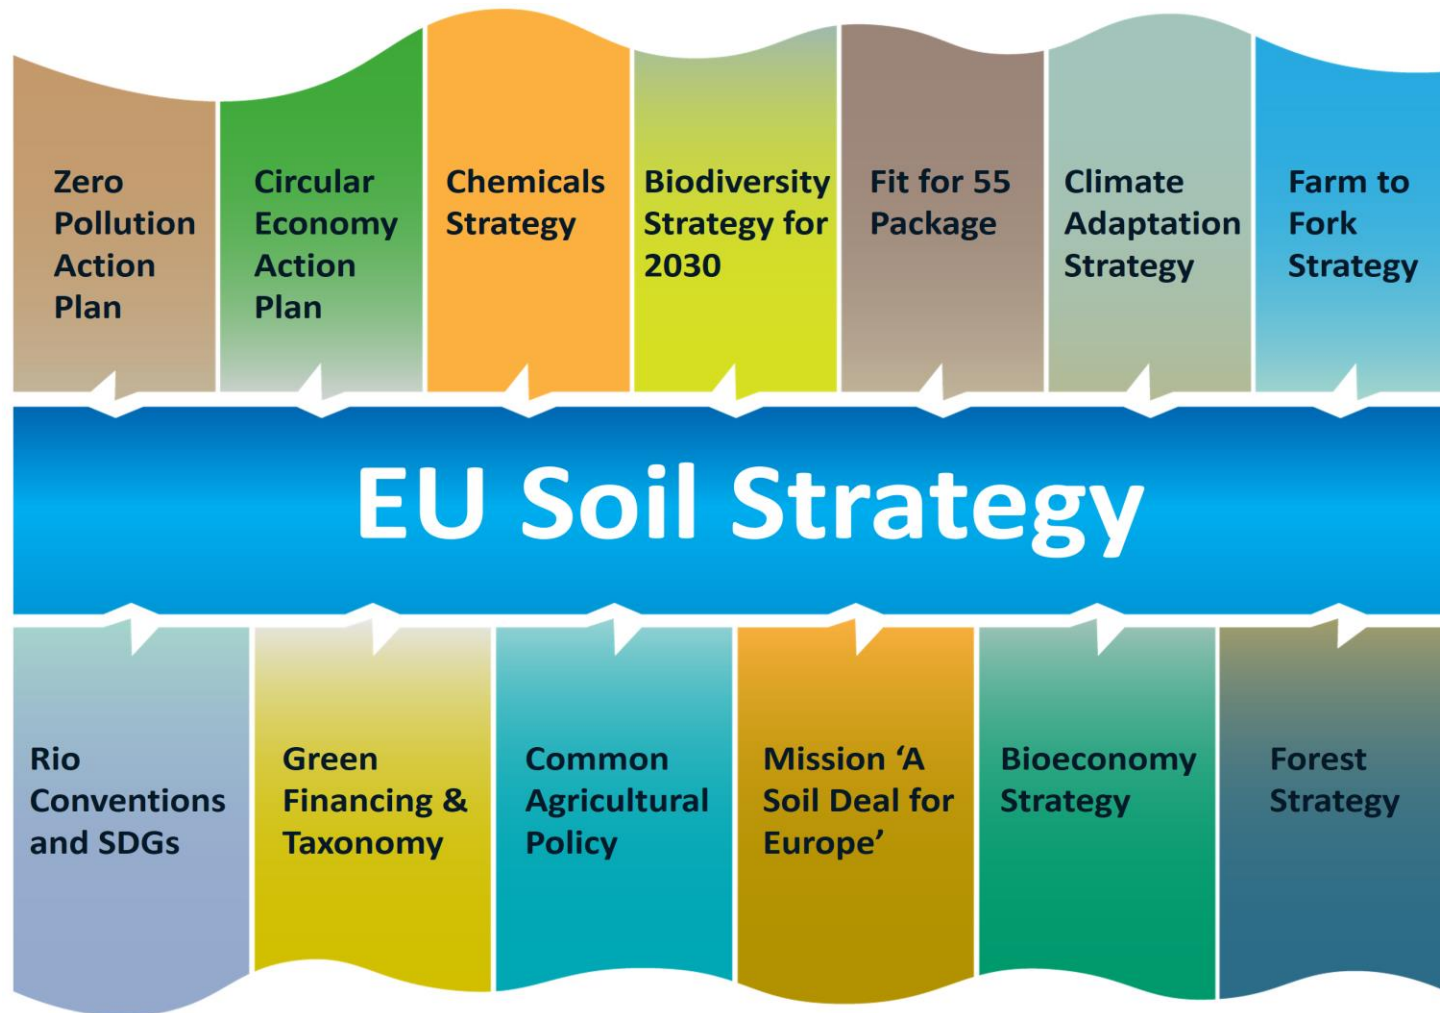 Zero
Pollution
Action
Plan
Circular
Economy
Action
Plan
Chemicals
Strategy
Biodiversity
Strategy for
2030
Fit for 55
Package
Climate
Adaptation
Strategy
Farm to
Fork
Strategy
EU Soil Strategy
Rio
Conventions
and SDGs
Green
Financing &
Taxonomy
Common
Agricultural
Policy
Mission ‘A
Soil Deal for
Europe’
Bioeconomy
Strategy
Forest
Strategy